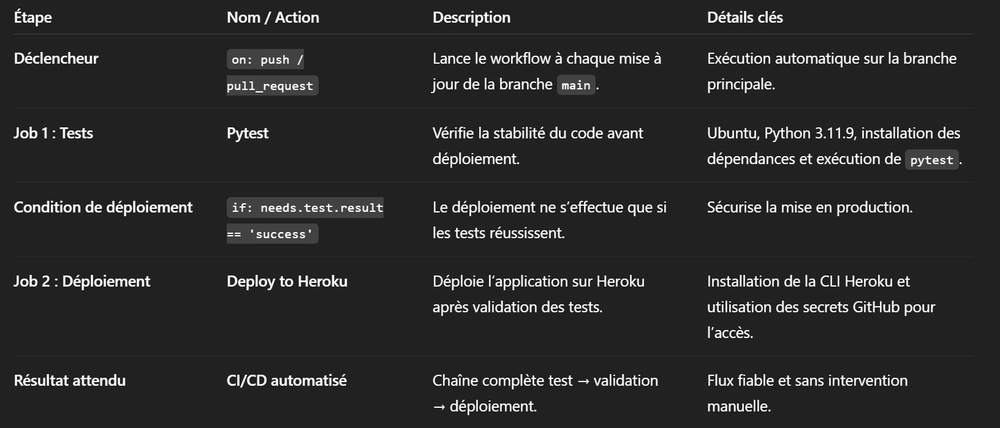 Étape Nom / Action Description Détails clés
Déclencheur on: push / Lance le workflow à chaque mise à Exécution automatique sur la branche
pull_request jour de la branche main. principale.
Job 1 : Tests Pytest Vérifie la stabilité du code avant Ubuntu, Python 3.11.9, installation des
déploiement. dépendances et exécution de pytest.
Condition de déploiement if: needs.test.result Le déploiement ne s’effectue que si Sécurise la mise en production.
== 'success' les tests réussissent.
Job 2 : Déploiement Deploy to Heroku Déploie l’application sur Heroku Installation de la CLI Heroku et
après validation des tests. utilisation des secrets GitHub pour
l’accès.
Résultat attendu CI/CD automatisé Chaîne complète test → validation Flux fiable et sans intervention
→ déploiement. manuelle.